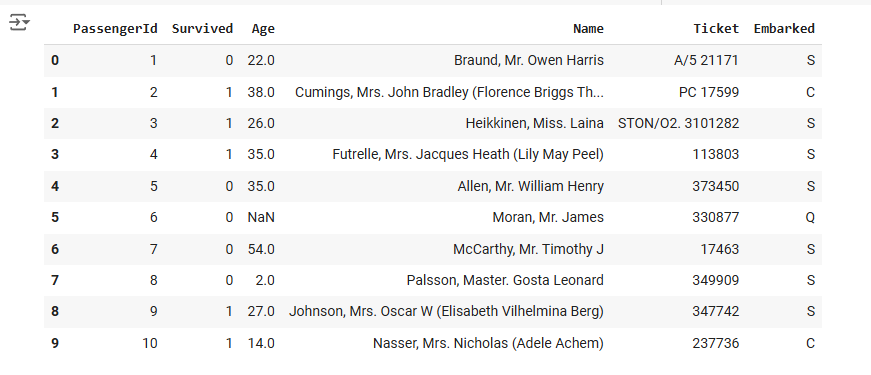 PassengerId Survived Age Name Ticket Embarked
0 1 0 22.0 Braund, Mr. Owen Harris A/5 21171 S
1 2 1 38.0 Cumings, Mrs. John Bradley (Florence Briggs Th... PC 17599 C
2 3 1 26.0 Heikkinen, Miss. Laina STON/O2. 3101282 S
3 4 1 35.0 Futrelle, Mrs. Jacques Heath (Lily May Peel) 113803 S
4 5 0 35.0 Allen, Mr. William Henry 373450 S
5 6 0 NaN Moran, Mr. James 330877 Q
6 7 0 54.0 McCarthy, Mr. Timothy J 17463 S
7 8 0 2.0 Palsson, Master. Gosta Leonard 349909 S
8 9 1 27.0 Johnson, Mrs. Oscar W (Elisabeth Vilhelmina Berg) 347742 S
9 10 1 14.0 Nasser, Mrs. Nicholas (Adele Achem) 237736 C